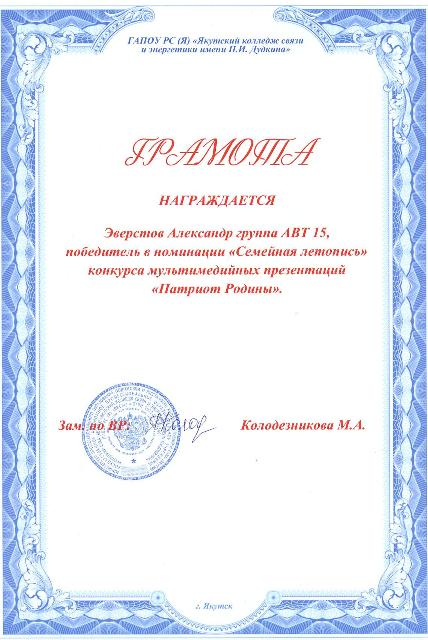 ГАПОУ РС (Я) «Якутский колледж связи
и энергетики имени П.И. Дудкина»
ГРАМОТА
НАГРАЖДАЕТСЯ
Эверстов Александр группа АВТ 15,
победитель в номинации «Семейная летопись»
конкурса мультимедийных презентаций
«Патриот Родины».
Зам. по ВР: Колодезникова М.А.
г. Якутск